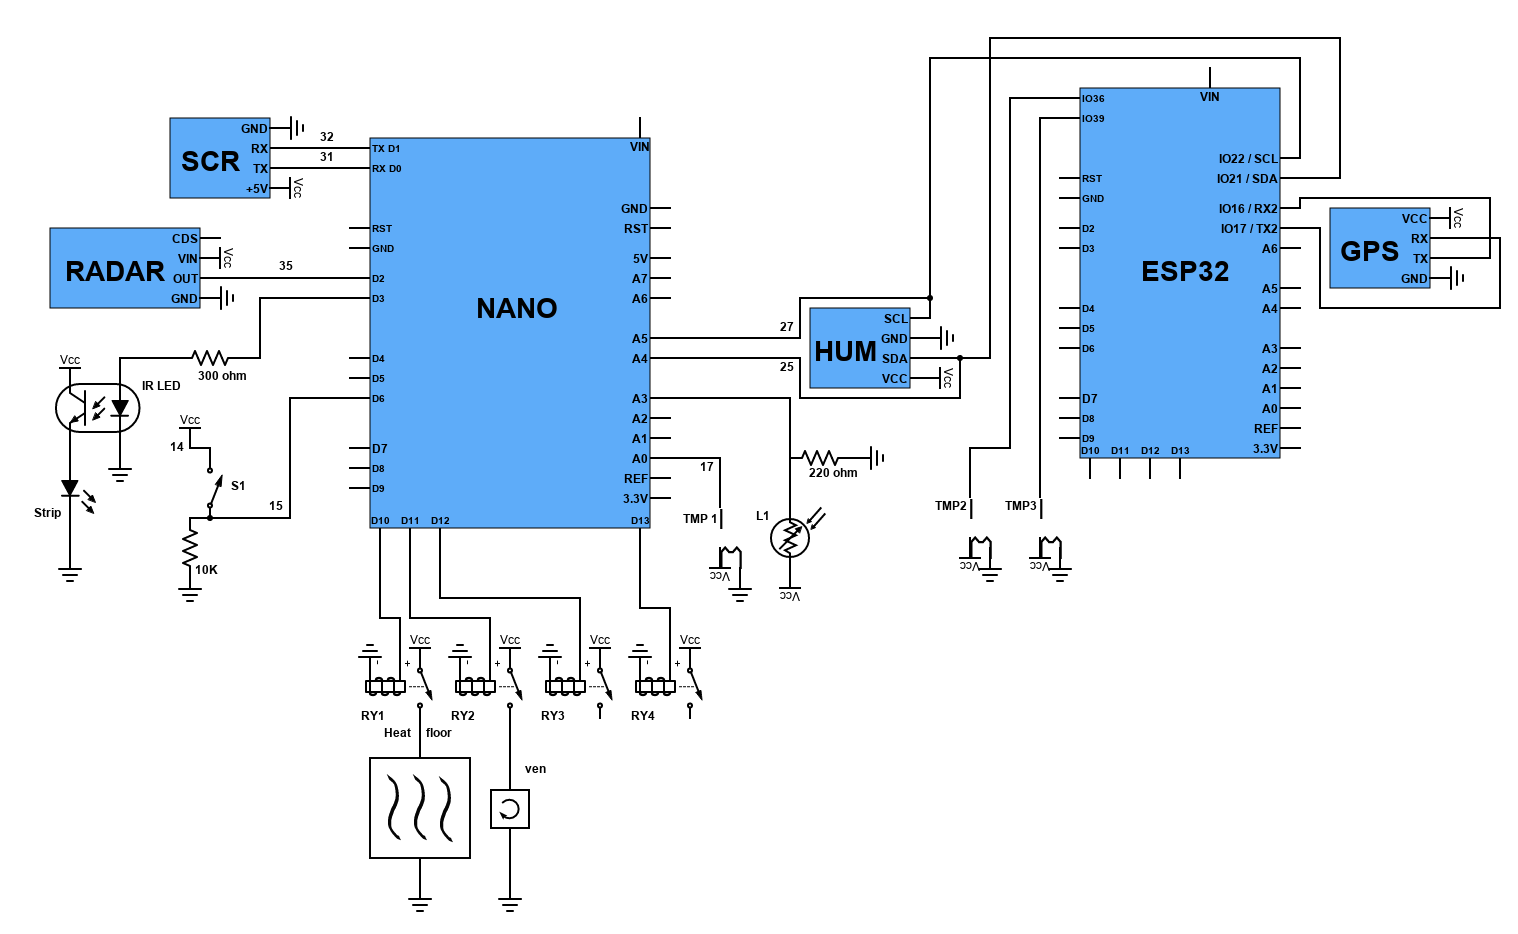 SCR
GND
RX
TX
+5V
Vcc
32
31
RADAR
CDS
VIN
OUT
GND
Vcc
35
NANO
TX D1
RX D0
RST
GND
D2
D3
D4
D5
D6
D7
D8
D9
D10 D11 D12 D13
VIN
GND
RST
5V
A7
A6
A5
A4
A3
A2
A1
A0
REF
3.3V
300 ohm
Vcc
IR LED
Strip
Vcc
14
S1
15
10K
27
25
17
TMP 1
Vcc
220 ohm
L1
Vcc
HUM
SCL
GND
SDA
VCC
Vcc
ESP32
VIN
IO36
IO39
RST
GND
D2
D3
D4
D5
D6
D7
D8
D9
D10 D11 D12 D13
IO22 / SCL
IO21 / SDA
IO16 / RX2
IO17 / TX2
A6
A5
A4
A3
A2
A1
A0
REF
3.3V
GPS
VCC
RX
TX
GND
Vcc
TMP2
TMP3
Vcc
Vcc
- + Vcc
- + Vcc
- + Vcc
- + Vcc
RY1
RY2
RY3
RY4
Heat floor
ven